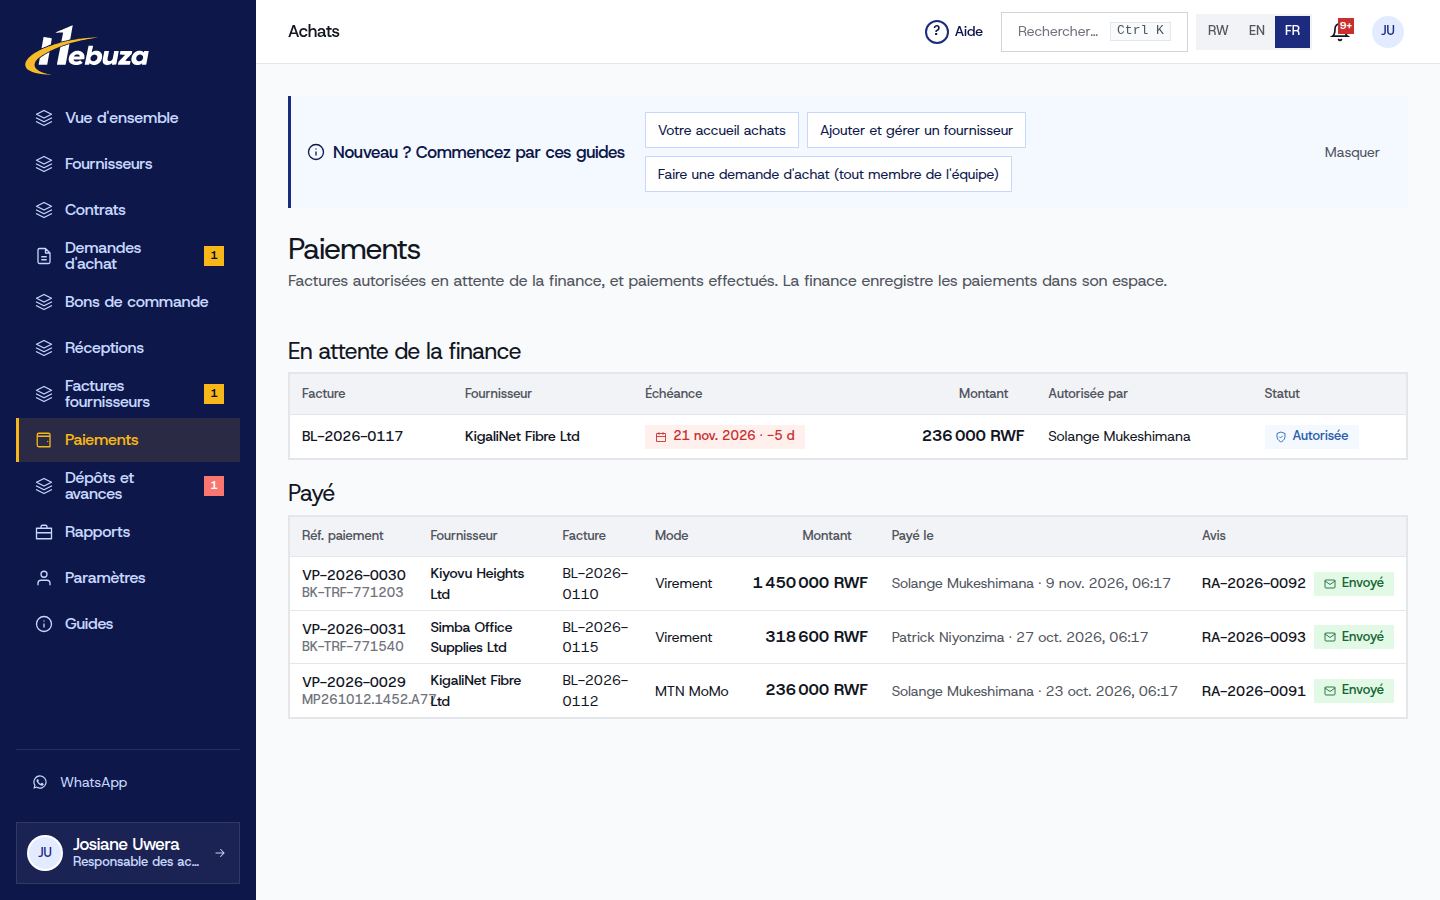 Hebuza
Achats
Aide
Rechercher…
Ctrl K
RW
EN
FR
9+
JU
Vue d'ensemble
Fournisseurs
Contrats
Demandes
d'achat
1
Bons de commande
Réceptions
Factures
fournisseurs
1
Paiements
Dépôts et
avances
1
Rapports
Paramètres
Guides
WhatsApp
JU
Josiane Uwera
Responsable des ac…
Nouveau ? Commencez par ces guides
Votre accueil achats
Ajouter et gérer un fournisseur
Faire une demande d'achat (tout membre de l'équipe)
Masquer
Paiements
Factures autorisées en attente de la finance, et paiements effectués. La finance enregistre les paiements dans son espace.
En attente de la finance
Facture Fournisseur Échéance Montant Autorisée par Statut
BL-2026-0117 KigaliNet Fibre Ltd 21 nov. 2026 · -5 d 236 000 RWF Solange Mukeshimana Autorisée
Payé
Réf. paiement Fournisseur Facture Mode Montant Payé le Avis
VP-2026-0030 Kiyovu Heights BL-2026- Virement 1 450 000 RWF Solange Mukeshimana · 9 nov. 2026, 06:17 RA-2026-0092 Envoyé
BK-TRF-771203 Ltd 0110
VP-2026-0031 Simba Office BL-2026- Virement 318 600 RWF Patrick Niyonzima · 27 oct. 2026, 06:17 RA-2026-0093 Envoyé
BK-TRF-771540 Supplies Ltd 0115
VP-2026-0029 KigaliNet Fibre BL-2026- MTN MoMo 236 000 RWF Solange Mukeshimana · 23 oct. 2026, 06:17 RA-2026-0091 Envoyé
MP261012.1452.A77 Ltd 0112